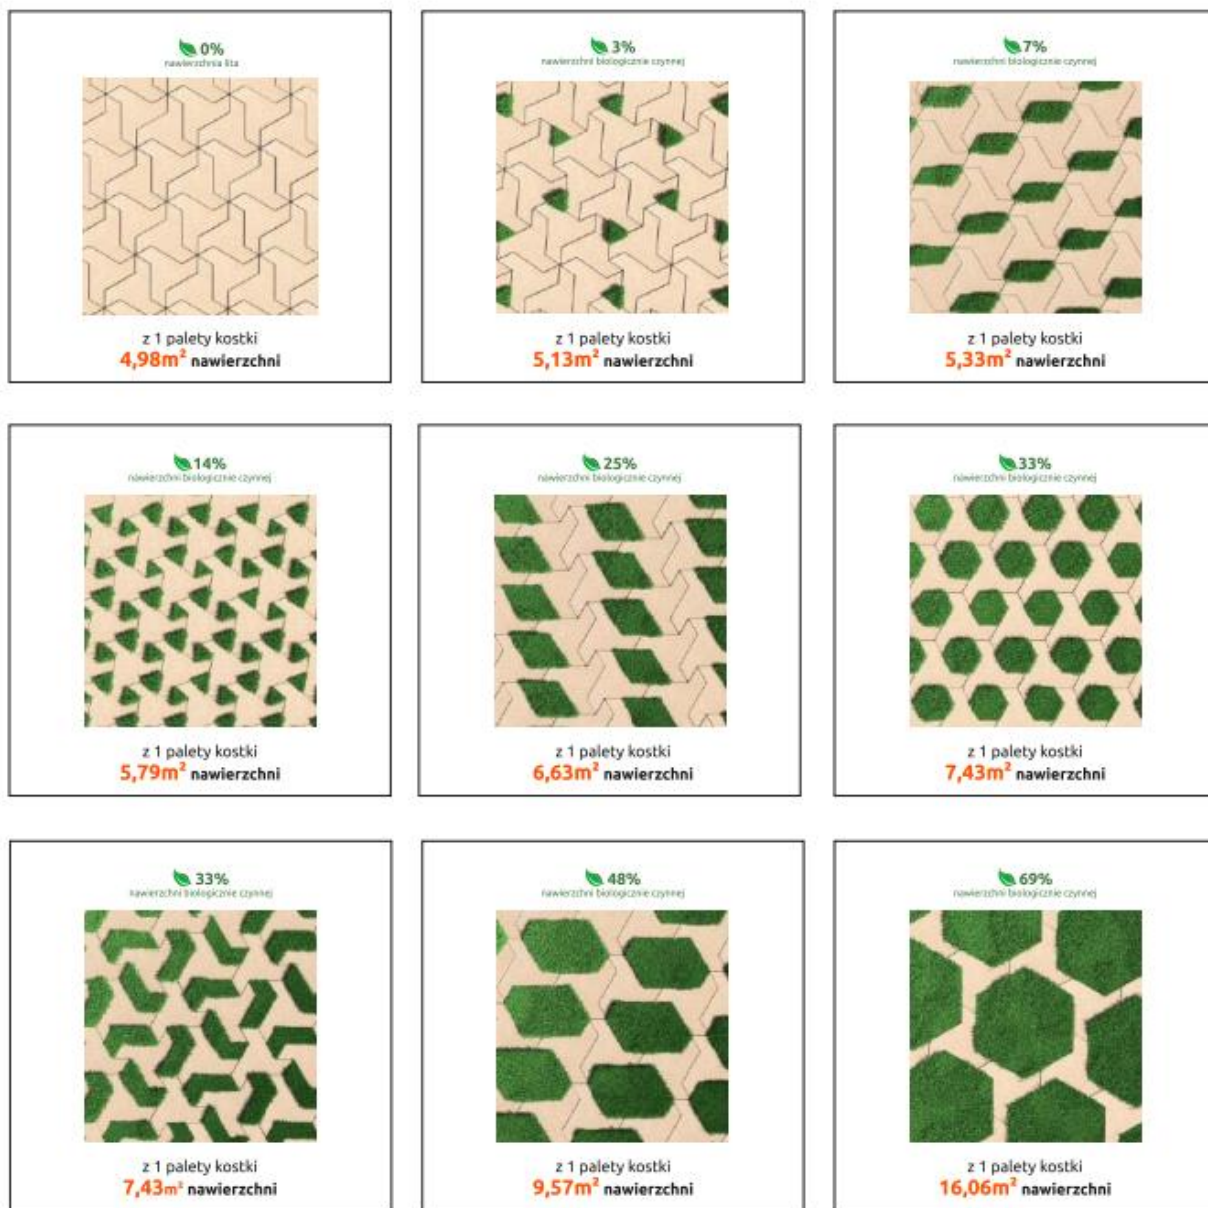 0%
nawierzchnia lita
z 1 palety kostki
4,98m² nawierzchni
3%
nawierzchni biologicznie czynnej
z 1 palety kostki
5,13m² nawierzchni
7%
nawierzchni biologicznie czynnej
z 1 palety kostki
5,33m² nawierzchni
14%
nawierzchni biologicznie czynnej
z 1 palety kostki
5,79m² nawierzchni
25%
nawierzchni biologicznie czynnej
z 1 palety kostki
6,63m² nawierzchni
33%
nawierzchni biologicznie czynnej
z 1 palety kostki
7,43m² nawierzchni
33%
nawierzchni biologicznie czynnej
z 1 palety kostki
7,43m² nawierzchni
48%
nawierzchni biologicznie czynnej
z 1 palety kostki
9,57m² nawierzchni
69%
nawierzchni biologicznie czynnej
z 1 palety kostki
16,06m² nawierzchni